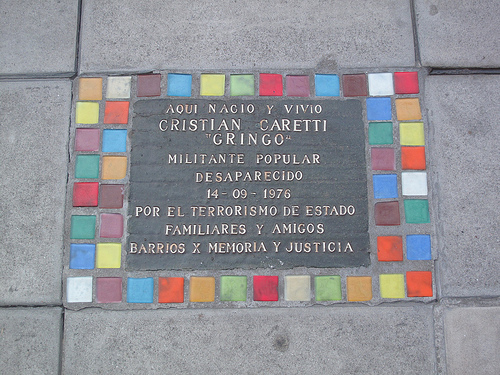 AQUI NACIO Y VIVIO
CRISTIAN CARETTI
"GRINGO"
MILITANTE POPULAR
DESAPARECIDO
14-09-1976
POR EL TERRORISMO DE ESTADO
FAMILIARES Y AMIGOS
BARRIOS X MEMORIA Y JUSTICIA